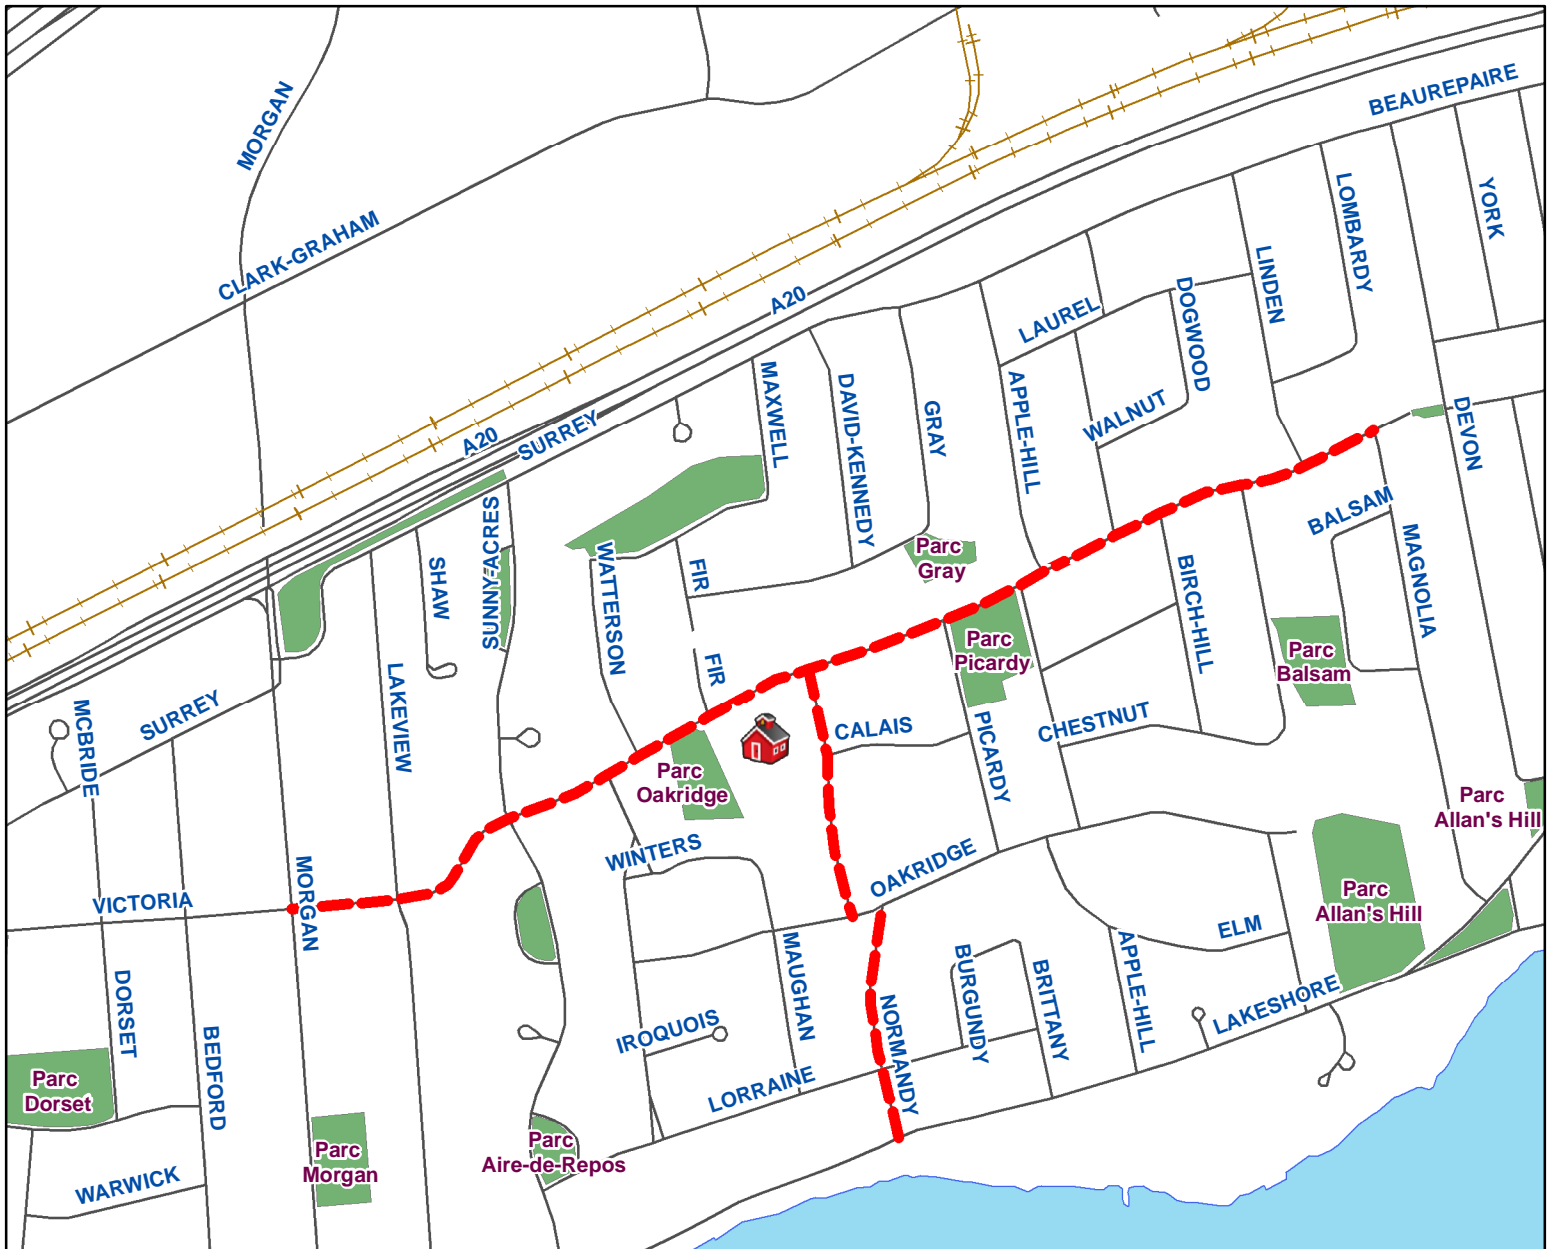 BEAUREPAIRE
MORGAN
LOMBARDY
YORK
CLARK-GRAHAM
LINDEN
A20
DOGWOOD
LAUREL
MAXWELL
DAVID-KENNEDY
GRAY
APPLE-HILL
WALNUT
DEVON
SURREY
A20
BALSAM
SUNNY-ACRES
MAGNOLIA
SHAW
WATTERSON
FIR
Parc
Gray
BIRCH-HILL
LAKEVIEW
FIR
Parc
Picardy
Parc
Balsam
MCBRIDE
SURREY
CALAIS
PICARDY
CHESTNUT
Parc
Oakridge
Parc
Allan's Hill
WINTERS
OAKRIDGE
MORGAN
VICTORIA
Parc
Allan's Hill
ELM
MAUGHAN
BURGUNDY
BRITTANY
APPLE-HILL
DORSET
NORMANDY
LAKESHORE
IROQUOIS
BEDFORD
Parc
Dorset
LORRAINE
Parc
Morgan
Parc
Aire-de-Repos
WARWICK